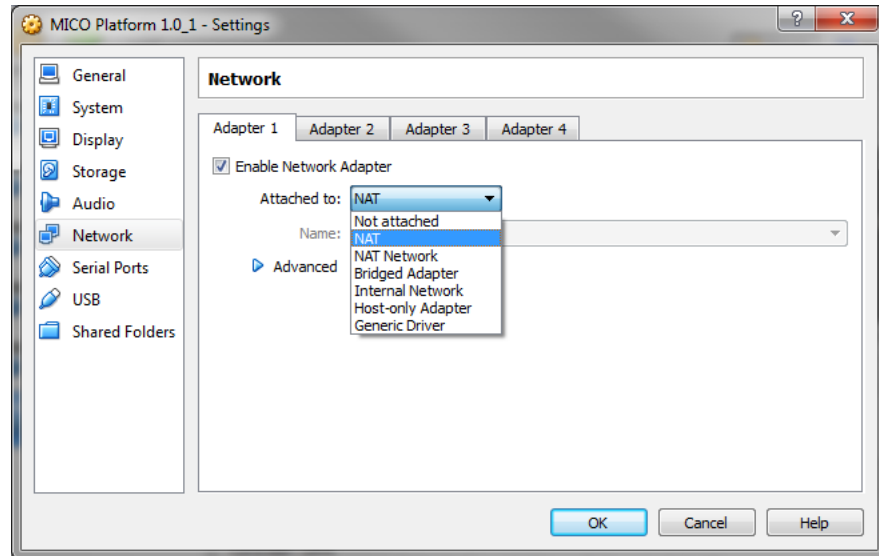 MICO Platform 1.0_1 - Settings
General
System
Display
Storage
Audio
Network
Serial Ports
USB
Shared Folders
Network
Adapter 1 Adapter 2 Adapter 3 Adapter 4
Enable Network Adapter
Attached to: NAT
Name:
Advanced
Not attached
NAT
NAT Network
Bridged Adapter
Internal Network
Host-only Adapter
Generic Driver
OK Cancel Help